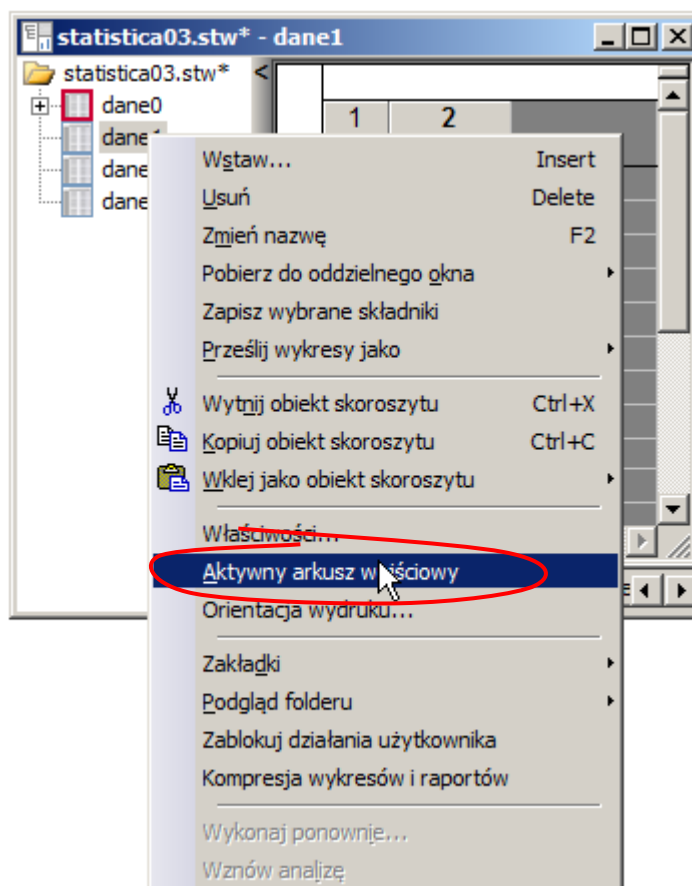 statistica03.stw* - dane1
statistica03.stw*
<
dane0
1 2
dane1
dane
dane
Wstaw... Insert
Usuń Delete
Zmień nazwę F2
Pobierz do oddzielnego okna
Zapisz wybrane składniki
Prześlij wykresy jako
Wytnij obiekt skoroszytu Ctrl+X
Kopiuj obiekt skoroszytu Ctrl+C
Wklej jako obiekt skoroszytu
Właściwości...
Aktywny arkusz wejściowy
Orientacja wydruku...
Zakładki
Podgląd folderu
Zablokuj działania użytkownika
Kompresja wykresów i raportów
Wykonaj ponownie...
Wznów analizę